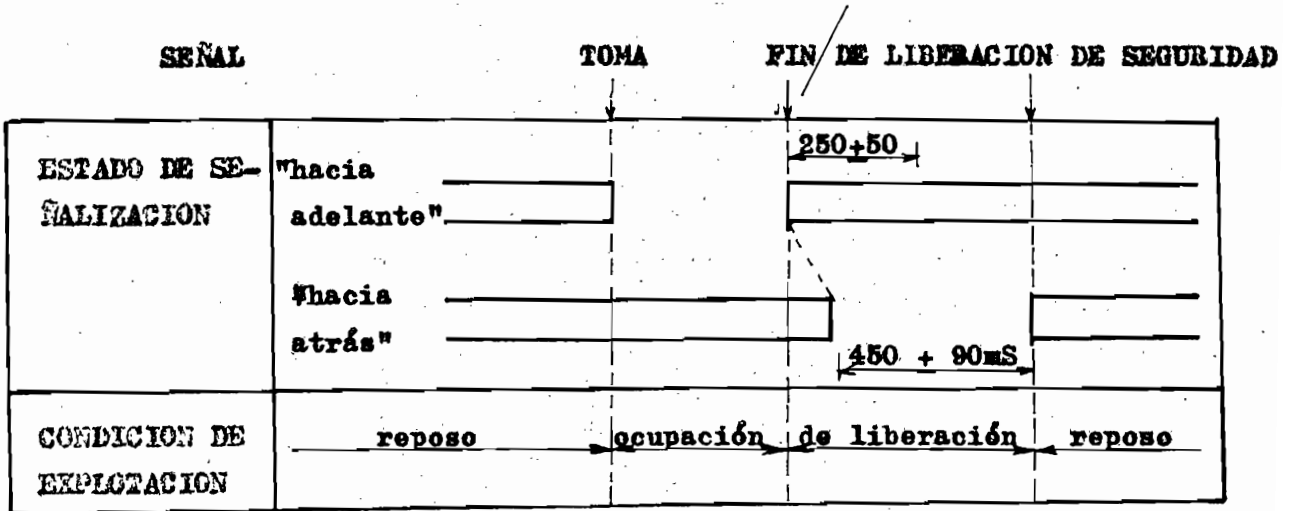 SEÑAL TOMA FIN DE LIBERACION DE SEGURIDAD
250±50
ESTADO DE SE- "hacia
ÑALIZACION adelante"
"hacia
atrás"
450 ± 90mS
CONDICION DE reposo ocupación de liberación reposo
EXPLOTACION